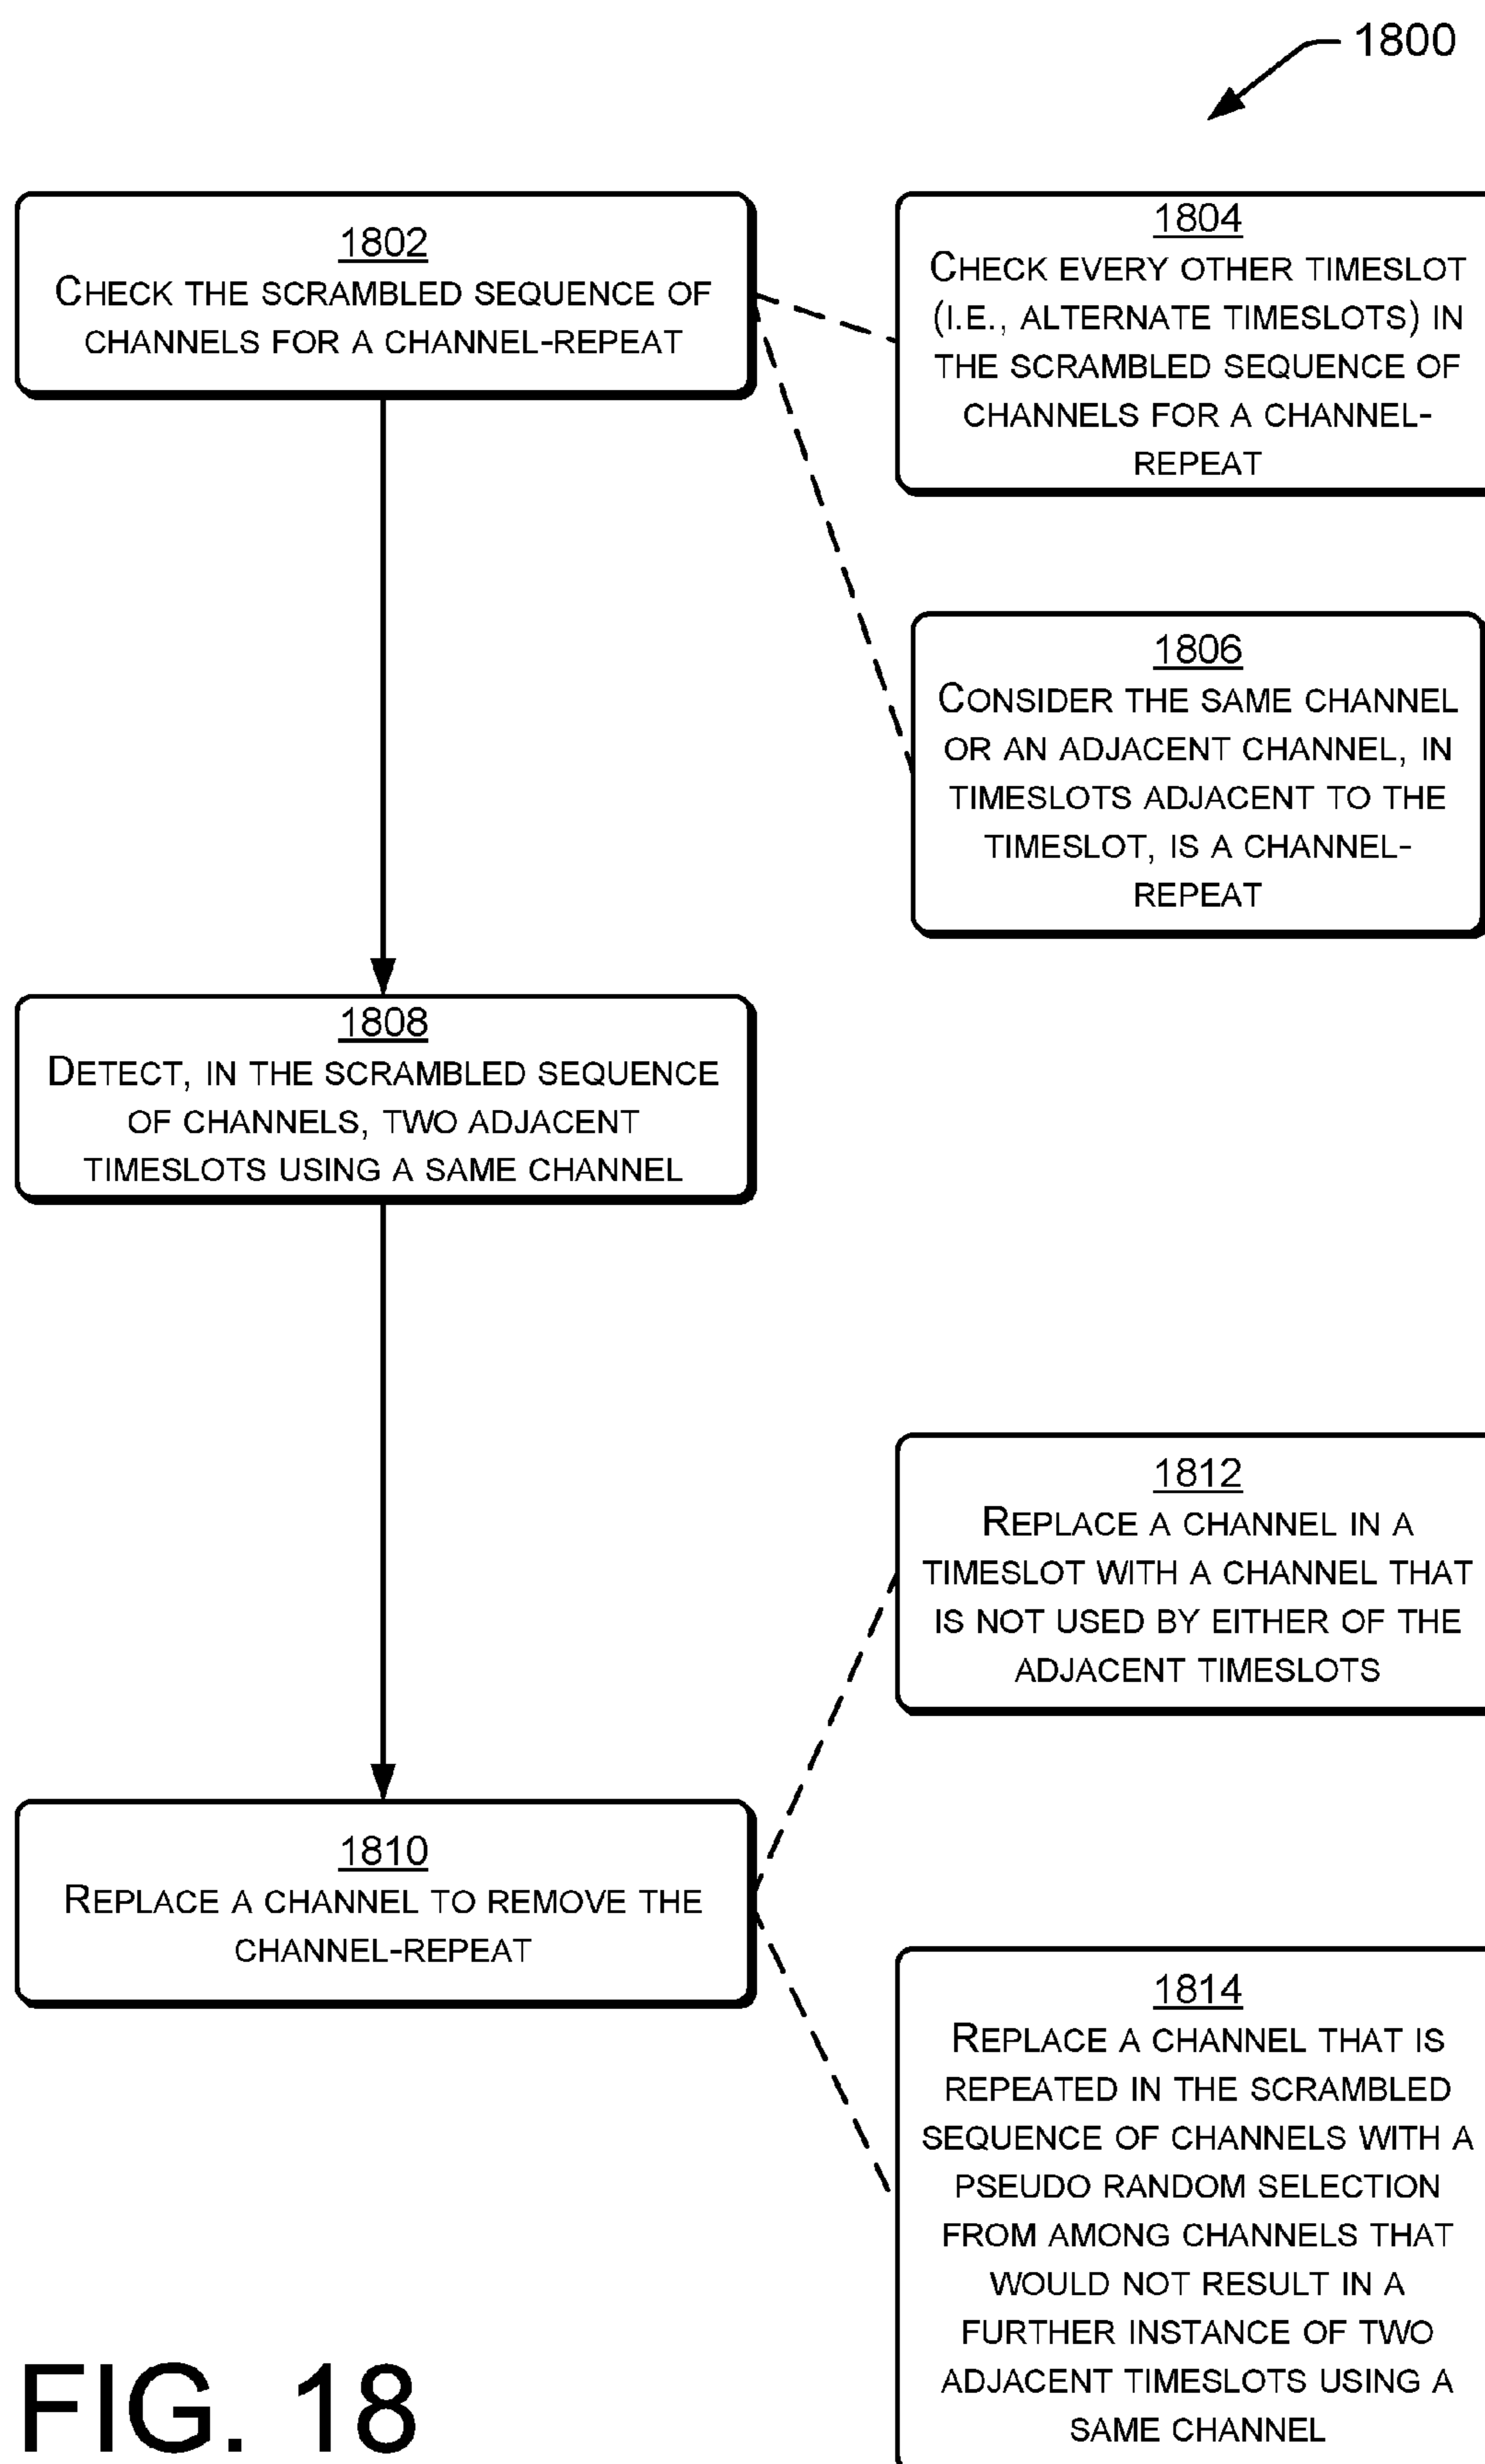 1800
1802
CHECK THE SCRAMBLED SEQUENCE OF
CHANNELS FOR A CHANNEL-REPEAT
1804
CHECK EVERY OTHER TIMESLOT
(I.E., ALTERNATE TIMESLOTS) IN
THE SCRAMBLED SEQUENCE OF
CHANNELS FOR A CHANNEL-
REPEAT
1806
CONSIDER THE SAME CHANNEL
OR AN ADJACENT CHANNEL, IN
TIMESLOTS ADJACENT TO THE
TIMESLOT, IS A CHANNEL-
REPEAT
1808
DETECT, IN THE SCRAMBLED SEQUENCE
OF CHANNELS, TWO ADJACENT
TIMESLOTS USING A SAME CHANNEL
1812
REPLACE A CHANNEL IN A
TIMESLOT WITH A CHANNEL THAT
IS NOT USED BY EITHER OF THE
ADJACENT TIMESLOTS
1810
REPLACE A CHANNEL TO REMOVE THE
CHANNEL-REPEAT
1814
REPLACE A CHANNEL THAT IS
REPEATED IN THE SCRAMBLED
SEQUENCE OF CHANNELS WITH A
PSEUDO RANDOM SELECTION
FROM AMONG CHANNELS THAT
WOULD NOT RESULT IN A
FURTHER INSTANCE OF TWO
ADJACENT TIMESLOTS USING A
SAME CHANNEL
FIG. 18